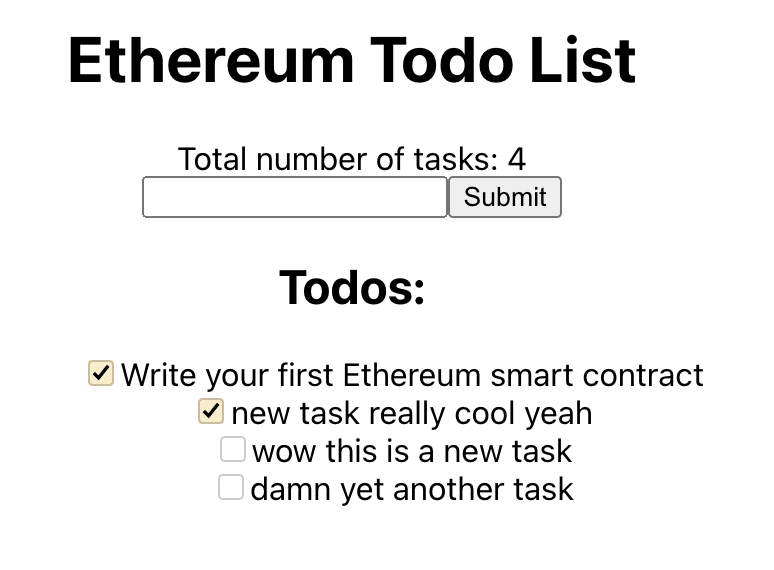 Ethereum Todo List
Total number of tasks: 4
Submit
Todos:
Write your first Ethereum smart contract
new task really cool yeah
wow this is a new task
damn yet another task